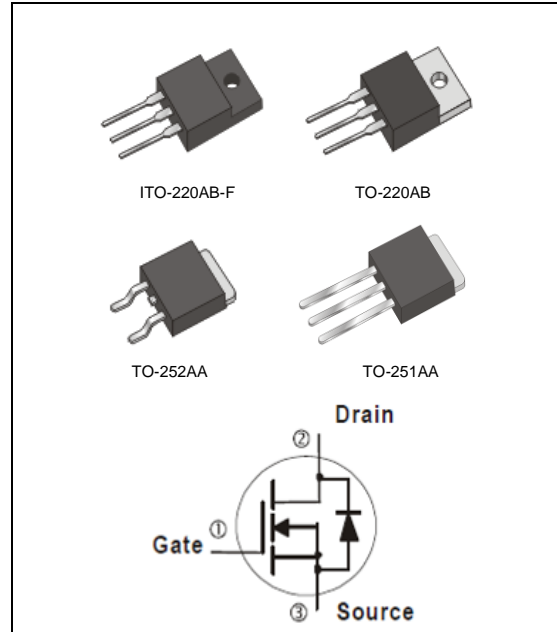 ITO-220AB-F
TO-220AB
TO-252AA
TO-251AA
Drain
②
①
Gate
③
Source